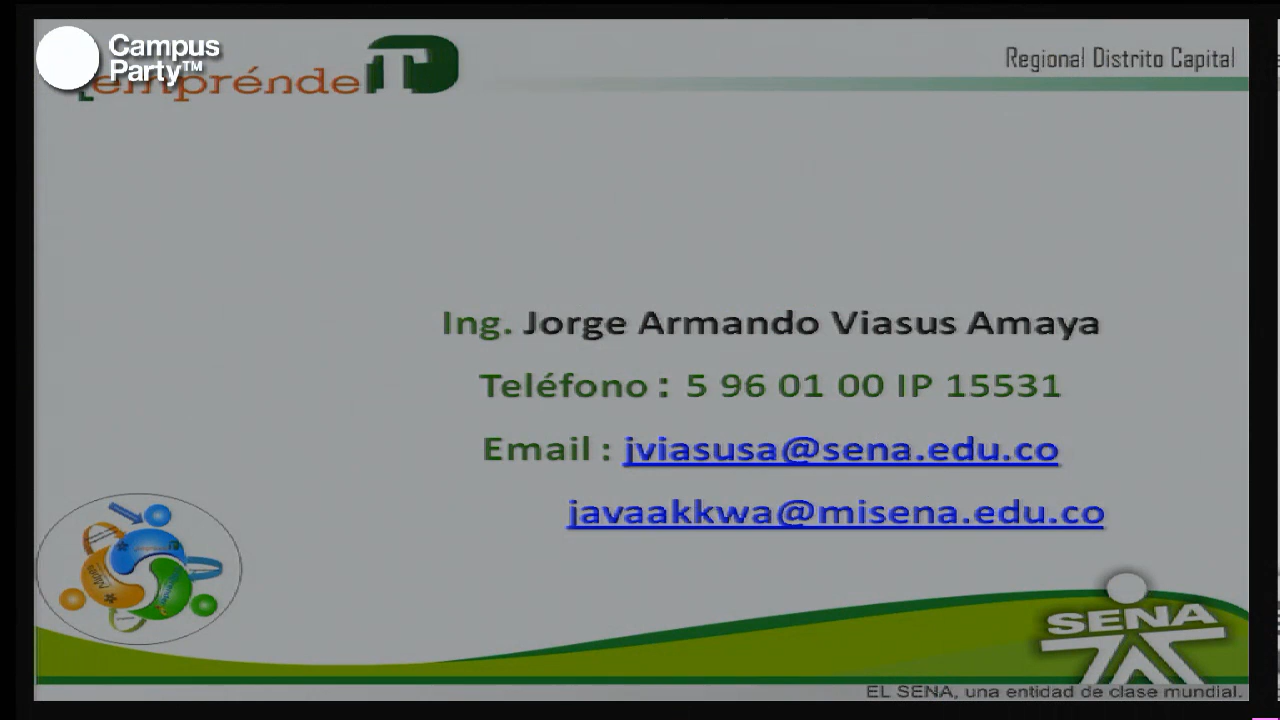 Campus
Party™
empréndeTD
Regional Distrito Capital
Ing. Jorge Armando Viasus Amaya
Teléfono : 5 96 01 00 IP 15531
Email : jviasusa@sena.edu.co
javaakkwa@misena.edu.co
SENA
EL SENA, una entidad de clase mundial.